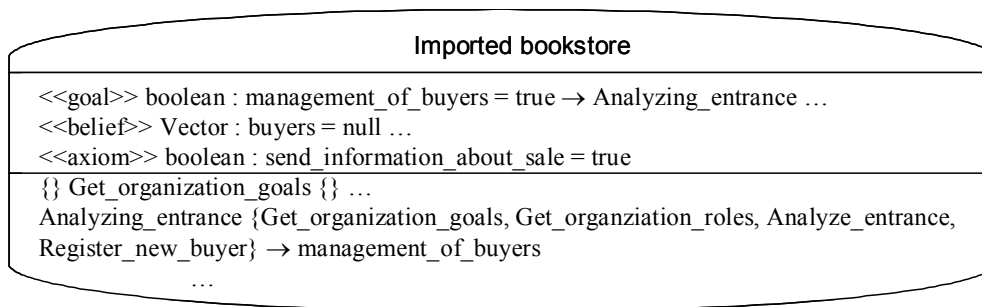 Imported bookstore
<<goal>> boolean : management_of_buyers = true → Analyzing_entrance …
<<belief>> Vector : buyers = null …
<<axiom>> boolean : send_information_about_sale = true
{} Get_organization_goals {} …
Analyzing_entrance {Get_organization_goals, Get_organziation_roles, Analyze_entrance,
Register_new_buyer} → management_of_buyers
…